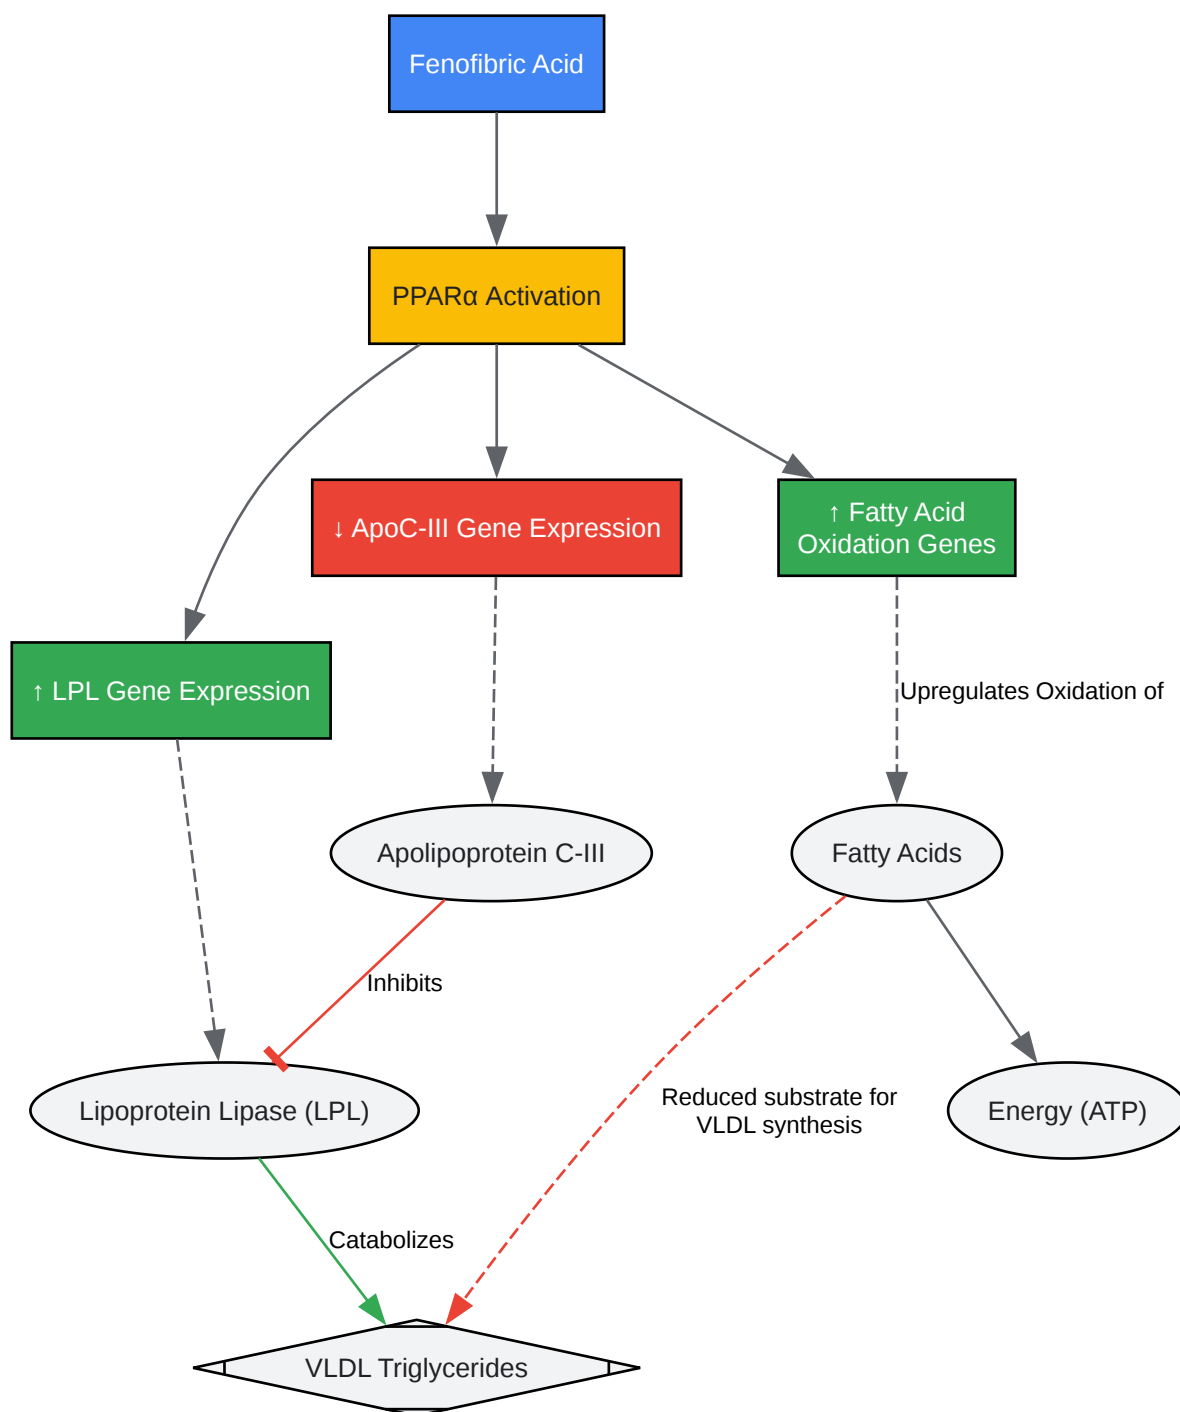 Fenofibric Acid
PPARα Activation
↓ ApoC-III Gene Expression
↑ Fatty Acid
Oxidation Genes
↑ LPL Gene Expression
Upregulates Oxidation of
Apolipoprotein C-III
Fatty Acids
Inhibits
Lipoprotein Lipase (LPL)
Reduced substrate for
VLDL synthesis
Energy (ATP)
Catabolizes
VLDL Triglycerides